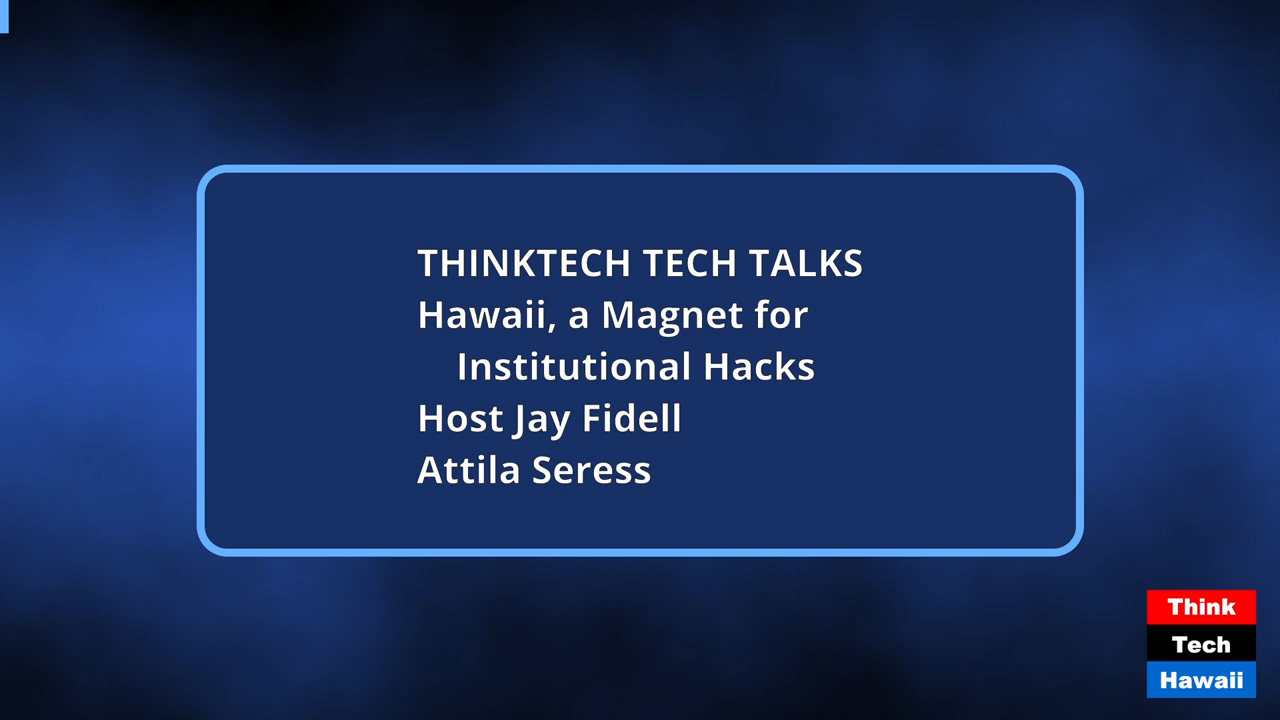 THINKTECH TECH TALKS
Hawaii, a Magnet for
Institutional Hacks
Host Jay Fidell
Attila Seress
Think
Tech
Hawaii